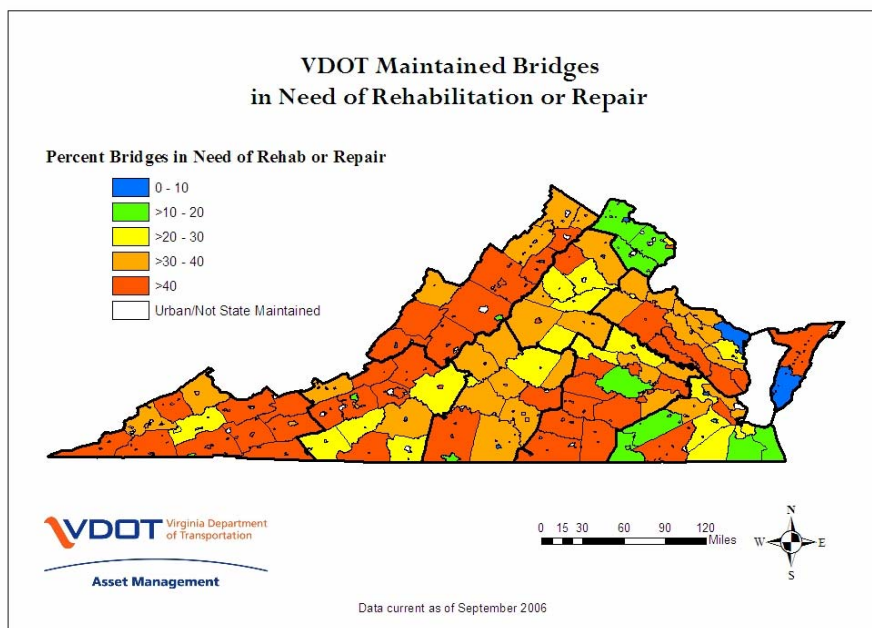 VDOT Maintained Bridges
in Need of Rehabilitation or Repair
Percent Bridges in Need of Rehab or Repair
0 - 10
>10 - 20
>20 - 30
>30 - 40
>40
Urban/Not State Maintained
VDOT Virginia Department
of Transportation
Asset Management
0 15 30 60 90 120
Miles
N
W E
S
Data current as of September 2006